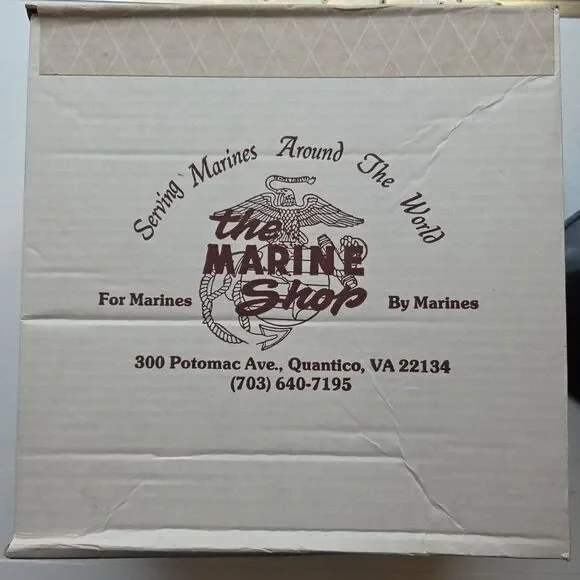 Serving Marines Around The World
the
MARINE
Shop
For Marines
By Marines
300 Potomac Ave., Quantico, VA 22134
(703) 640-7195